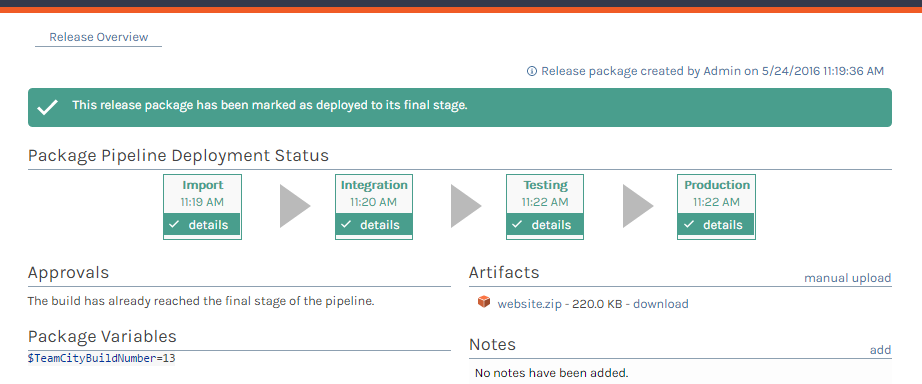 Release Overview
Release package created by Admin on 5/24/2016 11:19:36 AM
This release package has been marked as deployed to its final stage.
Package Pipeline Deployment Status
Import
11:19 AM
details
Integration
11:20 AM
details
Testing
11:22 AM
details
Production
11:22 AM
details
Approvals
The build has already reached the final stage of the pipeline.
Package Variables
$TeamCityBuildNumber=13
Artifacts
manual upload
website.zip - 220.0 KB - download
Notes
add
No notes have been added.